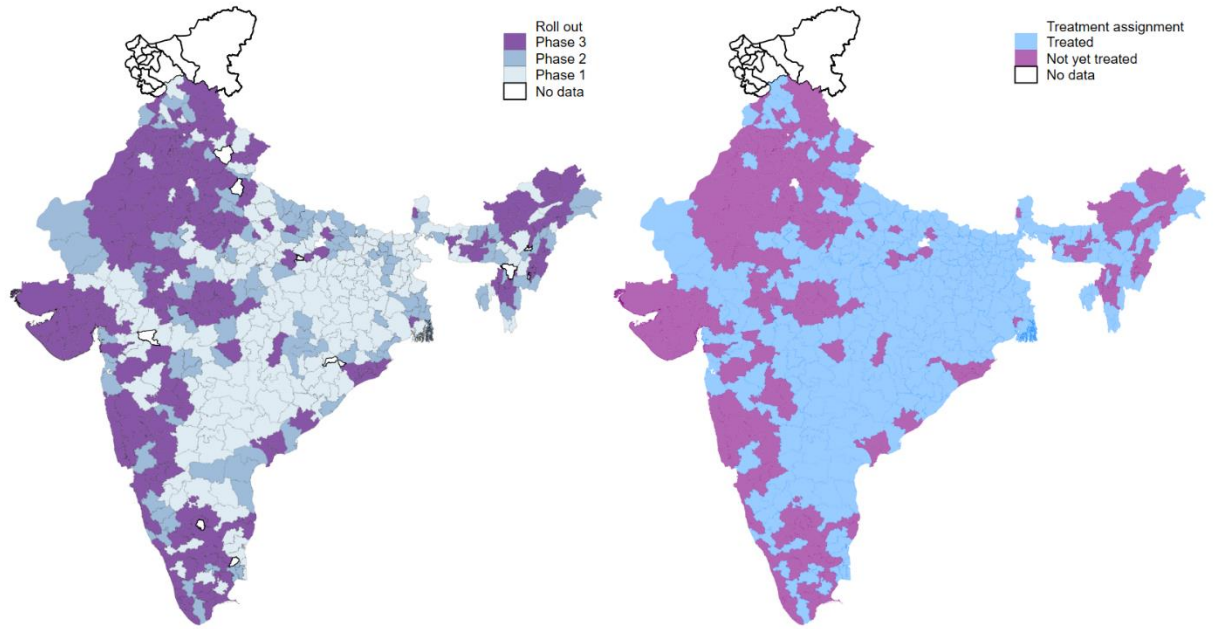 Roll out
Phase 3
Phase 2
Phase 1
No data
Treatment assignment
Treated
Not yet treated
No data